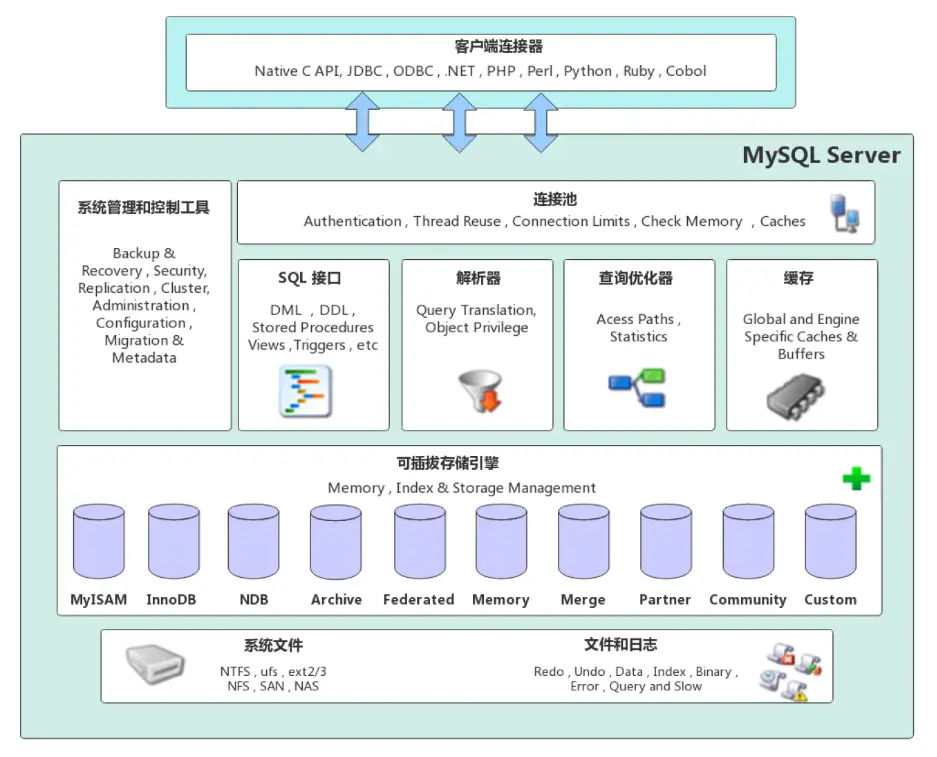 客户端连接器
Native C API, JDBC , ODBC , .NET , PHP , Perl , Python , Ruby , Cobol
MySQL Server
系统管理和控制工具
Backup &
Recovery , Security,
Replication , Cluster,
Administration ,
Configuration ,
Migration &
Metadata
连接池
Authentication , Thread Reuse , Connection Limits , Check Memory , Caches
SQL 接口
DML , DDL ,
Stored Procedures
Views ,Triggers , etc
解析器
Query Translation,
Object Privilege
查询优化器
Acess Paths ,
Statistics
缓存
Global and Engine
Specific Caches &
Buffers
可插拔存储引擎
Memory , Index & Storage Management
MyISAM InnoDB NDB Archive Federated Memory Merge Partner Community Custom
系统文件
NTFS , ufs , ext2/3
NFS , SAN , NAS
文件和日志
Redo , Undo , Data , Index , Binary ,
Error , Query and Slow